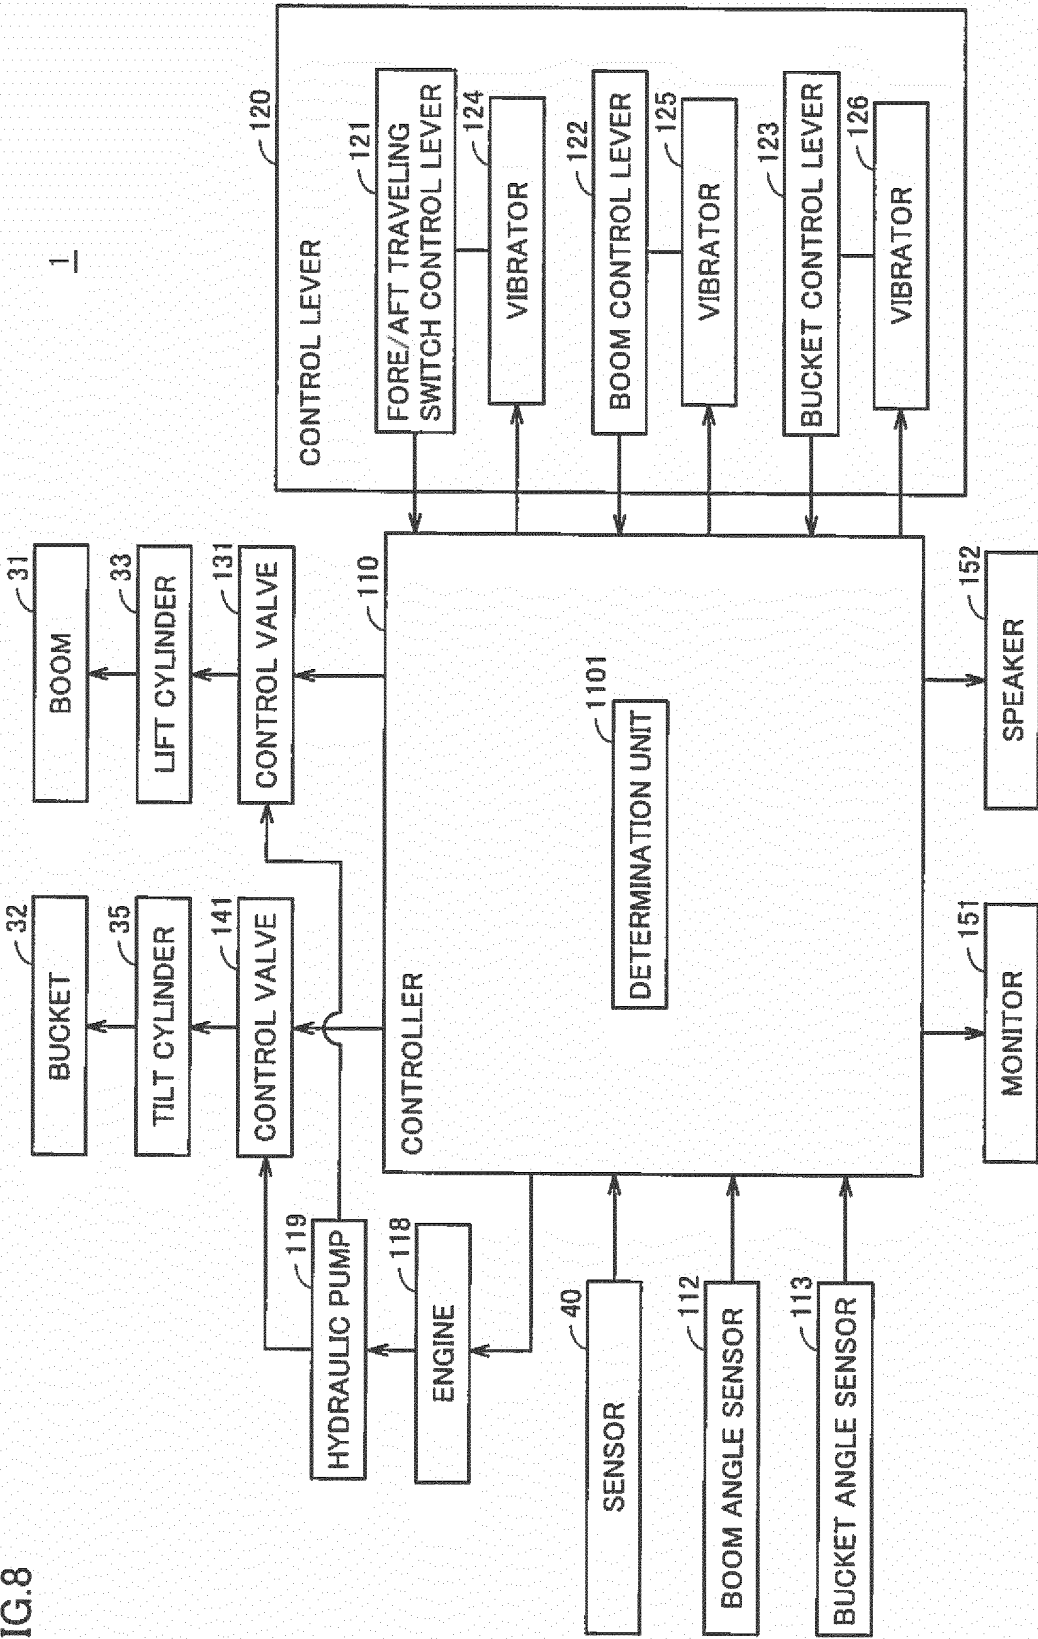 IG.8
1
32
BUCKET
35
TILT CYLINDER
141
CONTROL VALVE
31
BOOM
33
LIFT CYLINDER
131
CONTROL VALVE
119
HYDRAULIC PUMP
118
ENGINE
40
SENSOR
112
BOOM ANGLE SENSOR
113
BUCKET ANGLE SENSOR
110
CONTROLLER
1101
DETERMINATION UNIT
151
MONITOR
152
SPEAKER
120
CONTROL LEVER
121
FORE/AFT TRAVELING
SWITCH CONTROL LEVER
124
VIBRATOR
122
BOOM CONTROL LEVER
125
VIBRATOR
123
BUCKET CONTROL LEVER
126
VIBRATOR